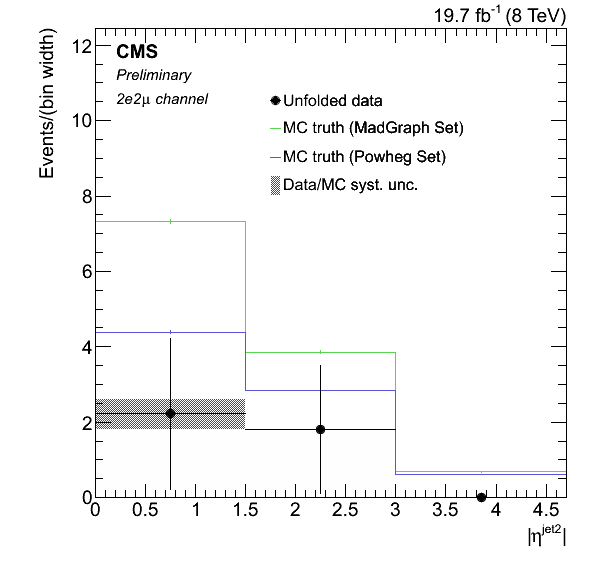 19.7 fb⁻¹ (8 TeV)
Events/(bin width)
CMS
Preliminary
2e2μ channel
Unfolded data
MC truth (MadGraph Set)
MC truth (Powheg Set)
Data/MC syst. unc.
12
10
8
6
4
2
0
0 0.5 1 1.5 2 2.5 3 3.5 4 4.5
|η^jet2|